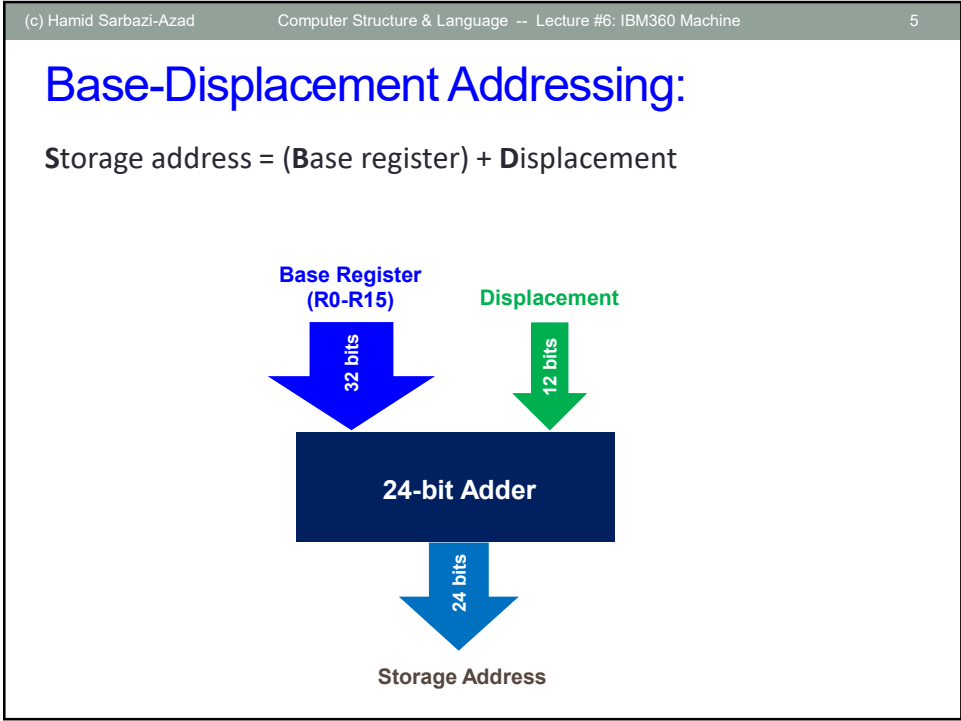 (c) Hamid Sarbazi-Azad Computer Structure & Language -- Lecture #6: IBM360 Machine 5
Base-Displacement Addressing:
Storage address = (Base register) + Displacement
Base Register
(R0-R15)
Displacement
32 bits
12 bits
24-bit Adder
24 bits
Storage Address